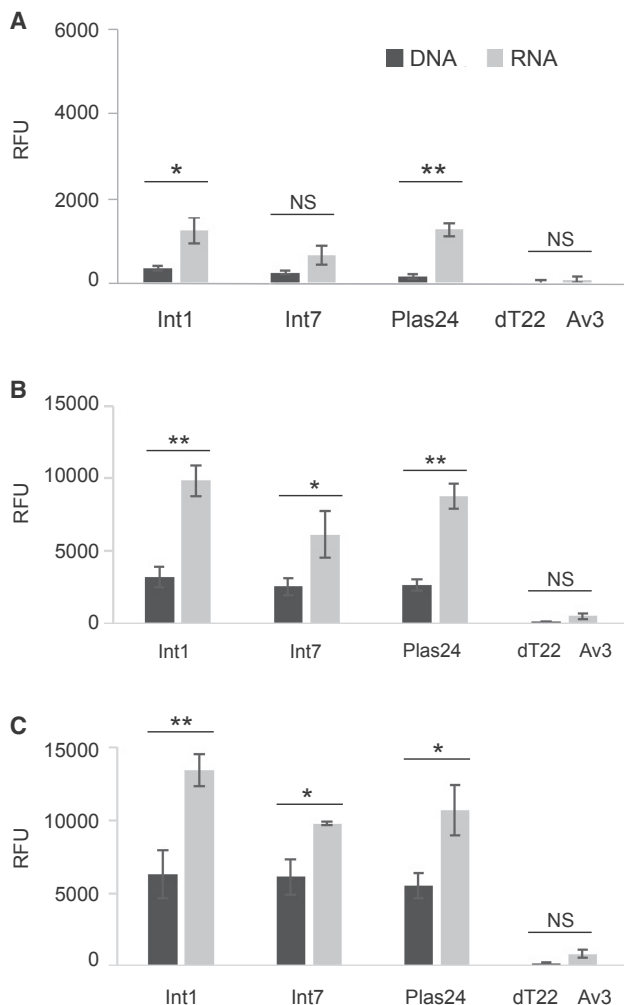 A
6000
DNA RNA
4000
RFU
* NS ** NS
2000
0
Int1 Int7 Plas24 dT22 Av3
B
15000
** * ** NS
10000
RFU
5000
0
Int1 Int7 Plas24 dT22 Av3
C
** * * NS
15000
10000
RFU
5000
0
Int1 Int7 Plas24 dT22 Av3